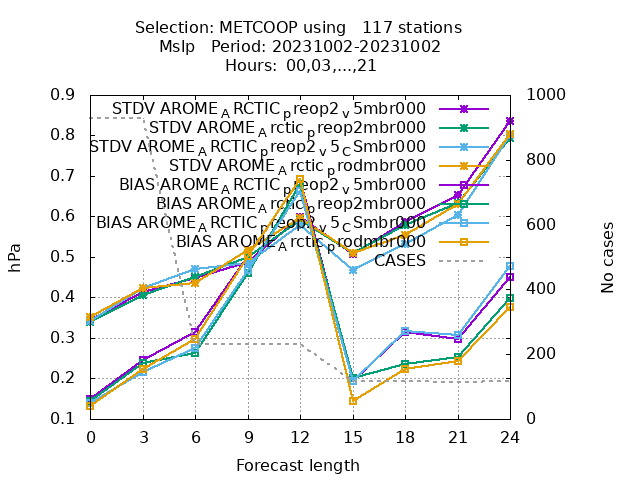 Selection: METCOOP using   117 stations
Mslp   Period: 20231002-20231002
Hours:  00,03,...,21
0.9
0.8
0.7
0.6
0.5
0.4
0.3
0.2
0.1
hPa
STDV AROME_ARCTIC_preop2_v5mbr000
STDV AROME_Arctic_preop2mbr000
STDV AROME_ARCTIC_preop2_v5_CSmbr000
STDV AROME_Arctic_prodmbr000
BIAS AROME_ARCTIC_preop2_v5mbr000
BIAS AROME_Arctic_preop2mbr000
BIAS AROME_ARCTIC_preop2_v5_CSmbr000
BIAS AROME_Arctic_prodmbr000
CASES
1000
800
600
400
200
0
No cases
0 3 6 9 12 15 18 21 24
Forecast length